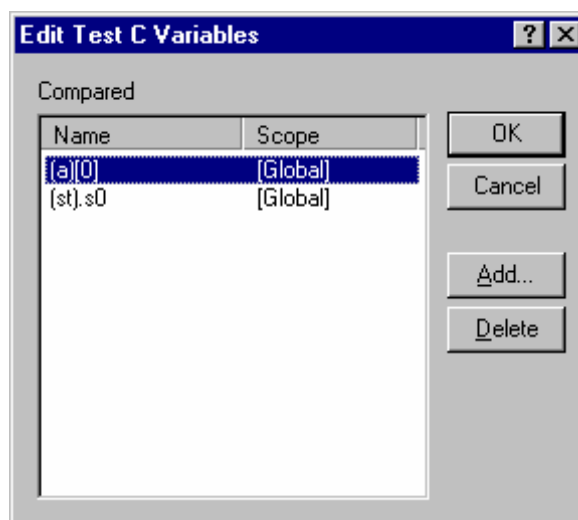 Edit Test C Variables
Compared
Name Scope
(a)[0] [Global]
(st).s0 [Global]
OK
Cancel
Add...
Delete